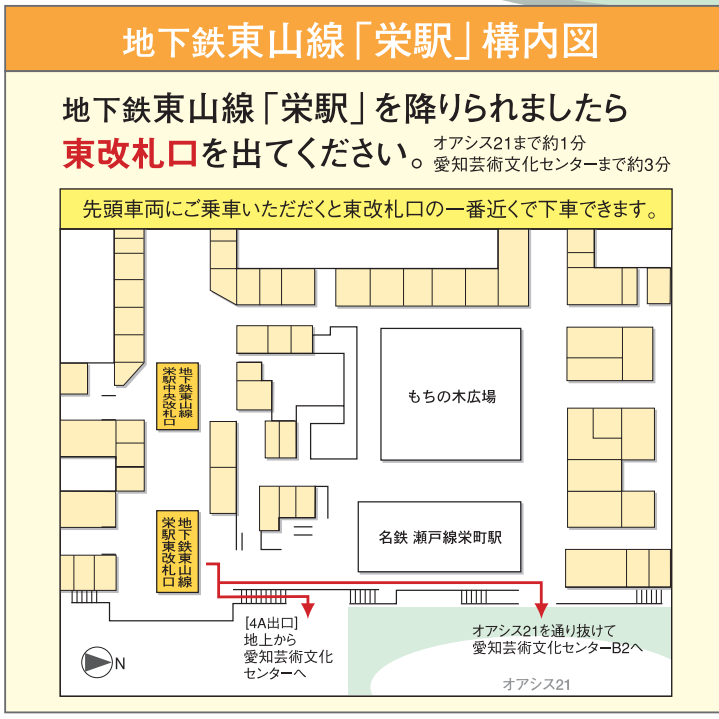 地下鉄東山線「栄駅」構内図
地下鉄東山線「栄駅」を降りられましたら
東改札口を出てください。
オアシス21まで約1分
愛知芸術文化センターまで約3分
先頭車両にご乗車いただだくと東改札口の一番近くで下車できます。
地下鉄東山線
栄駅中央改札口
もちの木広場
地下鉄東山線
栄駅東改札口
名鉄 瀬戸線栄町駅
[4A出口]
地上から
愛知芸術文化
センターへ
オアシス21を通り抜けて
愛知芸術文化センターB2へ
N
オアシス21